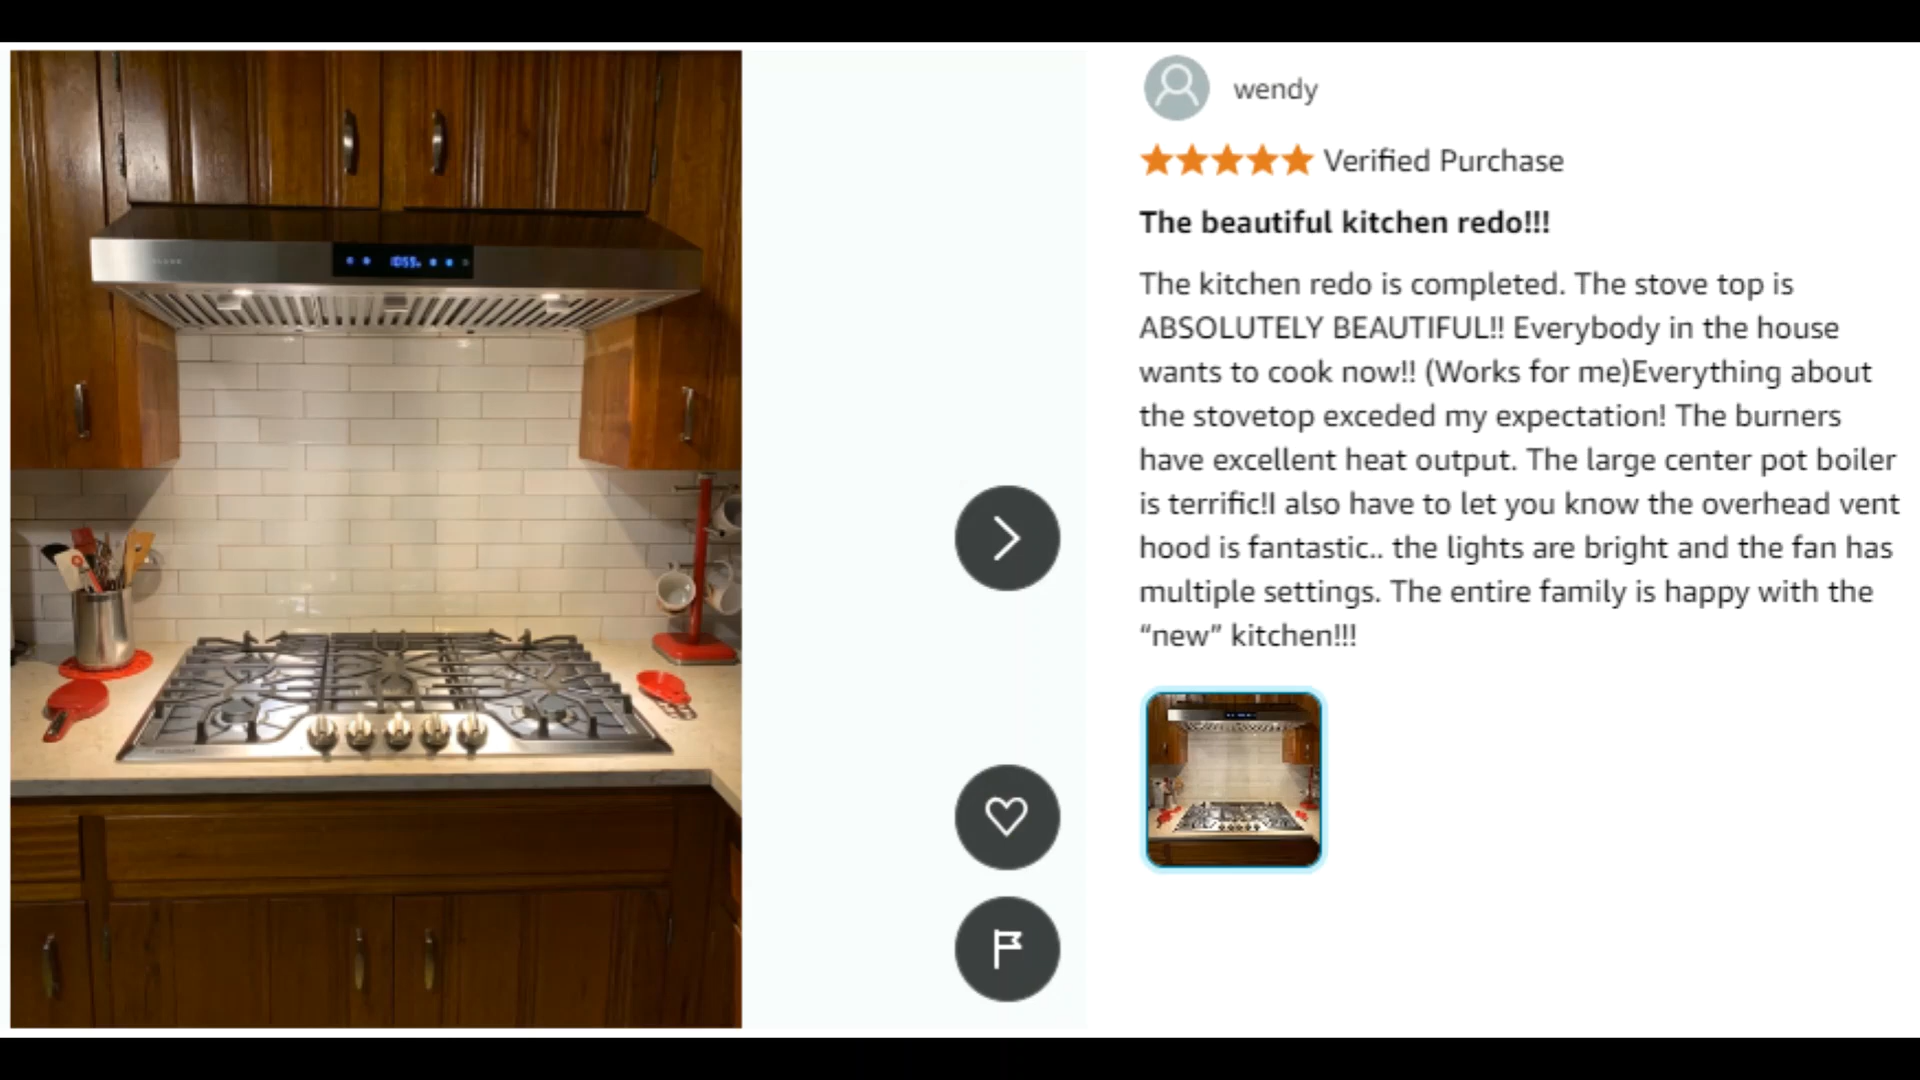 wendy
Verified Purchase
The beautiful kitchen redo!!!
The kitchen redo is completed. The stove top is
ABSOLUTELY BEAUTIFUL!! Everybody in the house
wants to cook now!! (Works for me)Everything about
the stovetop exceded my expectation! The burners
have excellent heat output. The large center pot boiler
is terrific!I also have to let you know the overhead vent
hood is fantastic.. the lights are bright and the fan has
multiple settings. The entire family is happy with the
“new” kitchen!!!